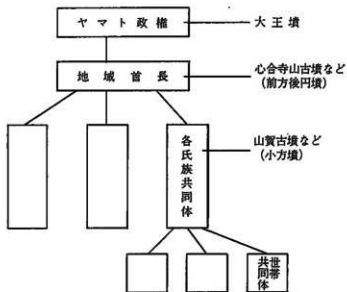 ヤマト政権
大王墳
地域首長
心合寺山古墳など
(前方後円墳)
各氏族共同体
山賀古墳など
(小方墳)
世帯
共同体